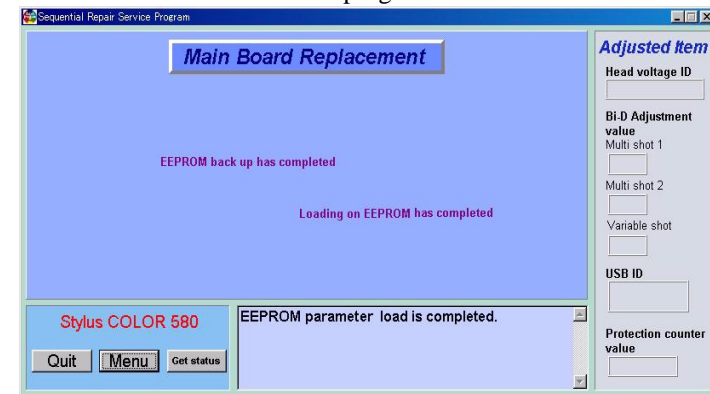 Sequential Repair Service Program
Main Board Replacement
EEPROM back up has completed
Loading on EEPROM has completed
Stylus COLOR 580
Quit
Menu
Get status
EEPROM parameter load is completed.
Adjusted Item
Head voltage ID
Bi-D Adjustment
value
Multi shot 1
Multi shot 2
Variable shot
USB ID
Protection counter
value